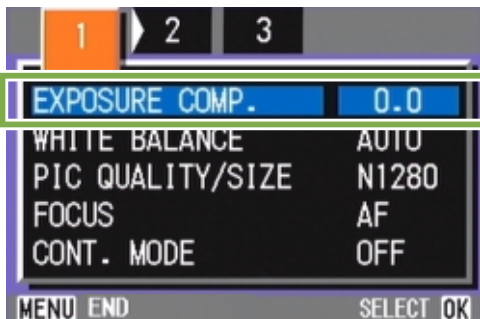 1 2 3
EXPOSURE COMP. 0.0
WHITE BALANCE AUTO
PIC QUALITY/SIZE N1280
FOCUS AF
CONT. MODE OFF
MENU END SELECT OK